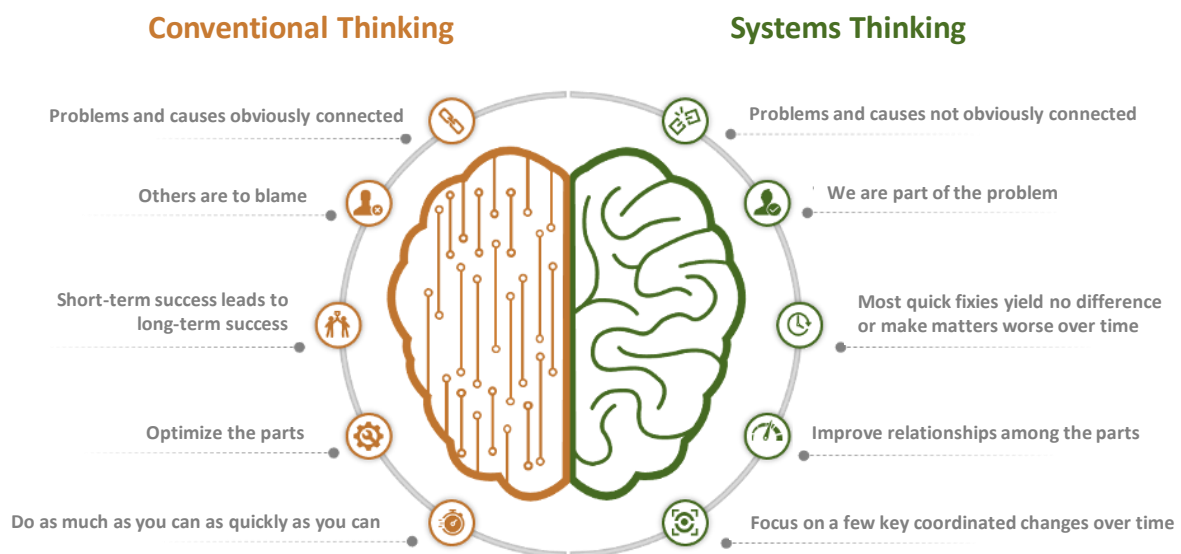 Conventional Thinking
Systems Thinking
Problems and causes obviously connected
Problems and causes not obviously connected
Others are to blame
We are part of the problem
Short-term success leads to
long-term success
Most quick fixies yield no difference
or make matters worse over time
Optimize the parts
Improve relationships among the parts
Do as much as you can as quickly as you can
Focus on a few key coordinated changes over time